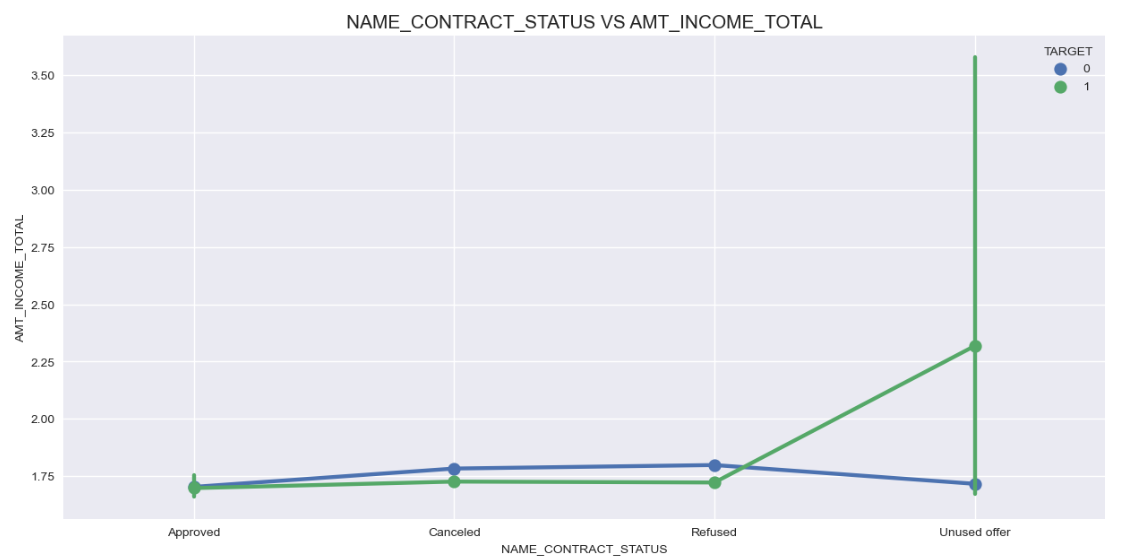 NAME_CONTRACT_STATUS VS AMT_INCOME_TOTAL
TARGET
0
1
3.50
3.25
3.00
2.75
2.50
2.25
2.00
1.75
AMT_INCOME_TOTAL
Approved
Canceled
Refused
Unused offer
NAME_CONTRACT_STATUS